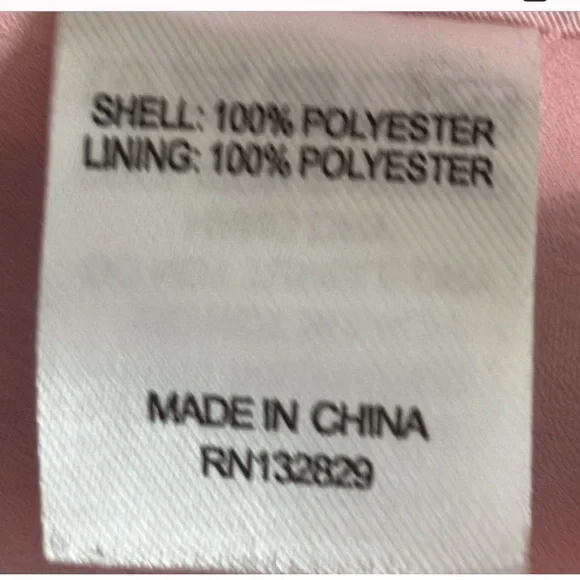 SHELL: 100% POLYESTER
LINING: 100% POLYESTER
MADE IN CHINA
RN132829